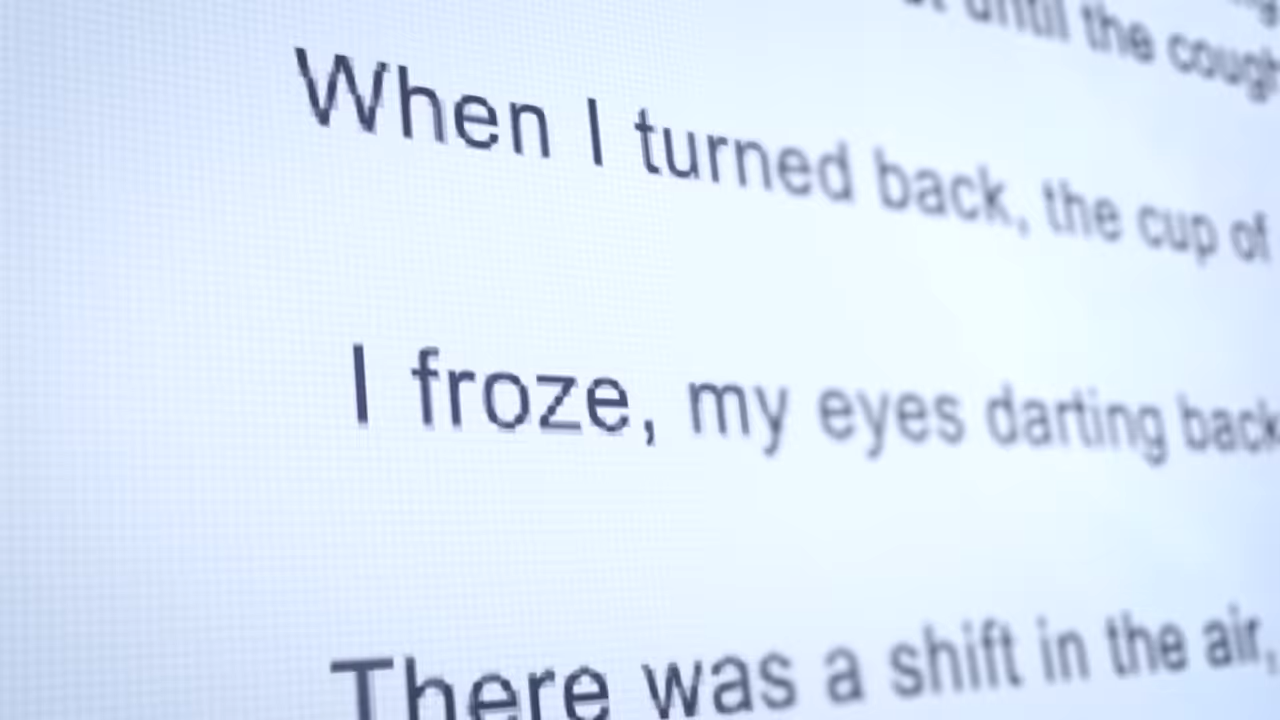 until the cough
When I turned back, the cup of
I froze, my eyes darting back
There was a shift in the air,